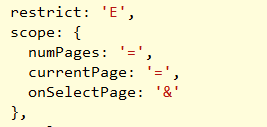 restrict: 'E',
scope: {
numPages: '=',
currentPage: '=',
onSelectPage: '&'
},